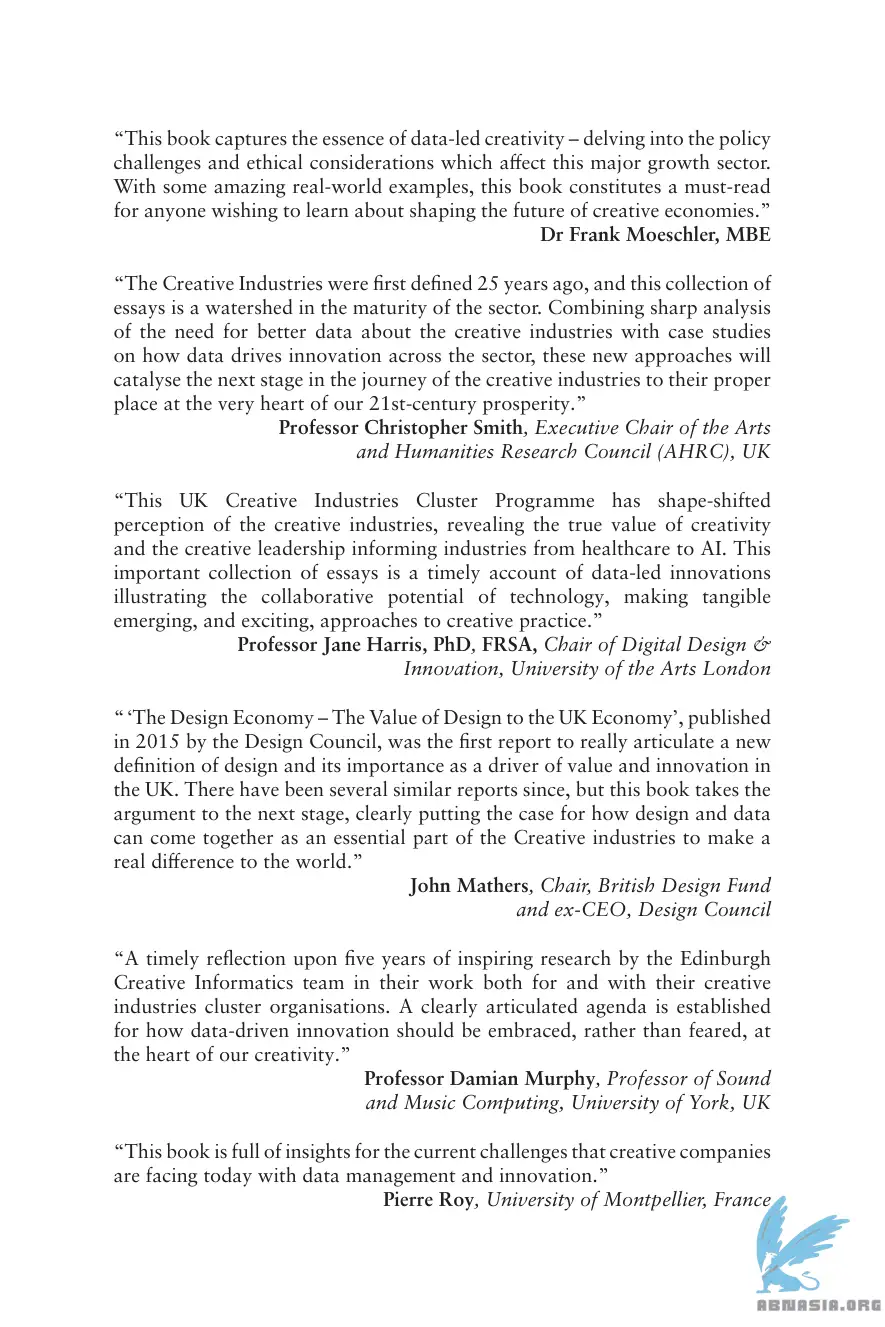 “This book captures the essence of data-led creativity – delving into the policy
challenges and ethical considerations which affect this major growth sector.
With some amazing real-world examples, this book constitutes a must-read
for anyone wishing to learn about shaping the future of creative economies.”
Dr Frank Moeschler, MBE
“The Creative Industries were first defined 25 years ago, and this collection of
essays is a watershed in the maturity of the sector. Combining sharp analysis
of the need for better data about the creative industries with case studies
on how data drives innovation across the sector, these new approaches will
catalyse the next stage in the journey of the creative industries to their proper
place at the very heart of our 21st-century prosperity.”
Professor Christopher Smith, Executive Chair of the Arts
and Humanities Research Council (AHRC), UK
“This UK Creative Industries Cluster Programme has shape-shifted
perception of the creative industries, revealing the true value of creativity
and the creative leadership informing industries from healthcare to AI. This
important collection of essays is a timely account of data-led innovations
illustrating the collaborative potential of technology, making tangible
emerging, and exciting, approaches to creative practice.”
Professor Jane Harris, PhD, FRSA, Chair of Digital Design &
Innovation, University of the Arts London
“ ‘The Design Economy – The Value of Design to the UK Economy’, published
in 2015 by the Design Council, was the first report to really articulate a new
definition of design and its importance as a driver of value and innovation in
the UK. There have been several similar reports since, but this book takes the
argument to the next stage, clearly putting the case for how design and data
can come together as an essential part of the Creative industries to make a
real difference to the world.”
John Mathers, Chair, British Design Fund
and ex-CEO, Design Council
“A timely reflection upon five years of inspiring research by the Edinburgh
Creative Informatics team in their work both for and with their creative
industries cluster organisations. A clearly articulated agenda is established
for how data-driven innovation should be embraced, rather than feared, at
the heart of our creativity.”
Professor Damian Murphy, Professor of Sound
and Music Computing, University of York, UK
“This book is full of insights for the current challenges that creative companies
are facing today with data management and innovation.”
Pierre Roy, University of Montpellier, France
ABNASIA.ORG